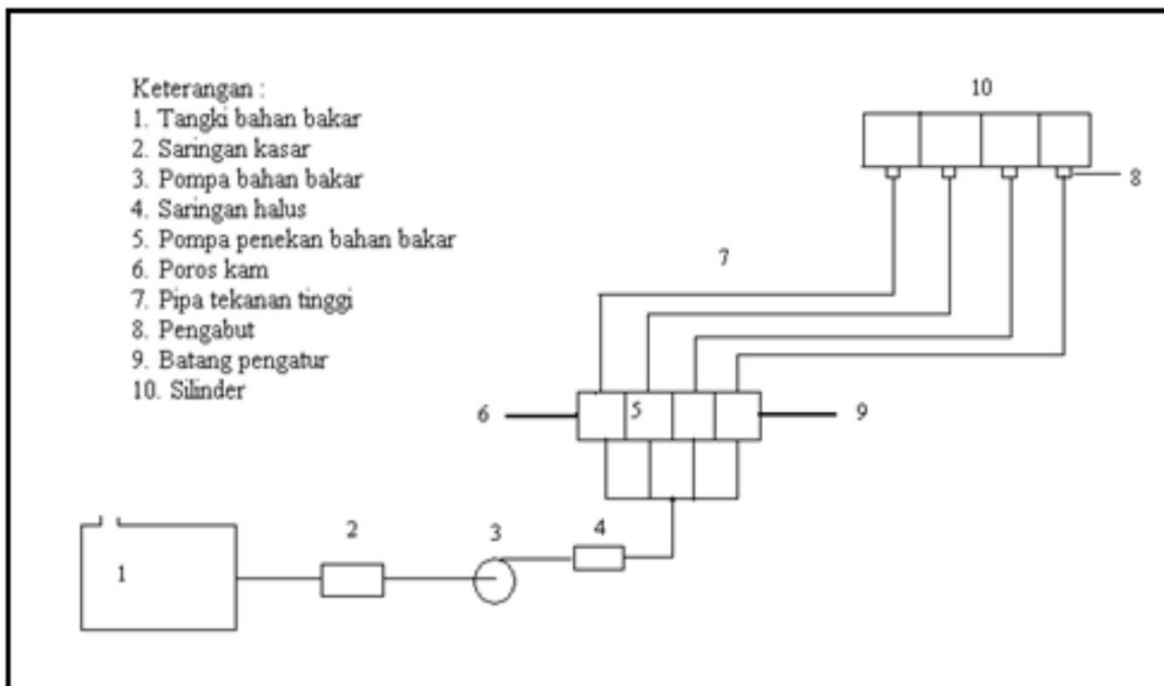 Keterangan :
1. Tangki bahan bakar
2. Saringan kasar
3. Pompa bahan bakar
4. Saringan halus
5. Pompa penekan bahan bakar
6. Poros kam
7. Pipa tekanan tinggi
8. Pengabut
9. Batang pengatur
10. Silinder
10
8
7
6
5
9
2
3
4
1